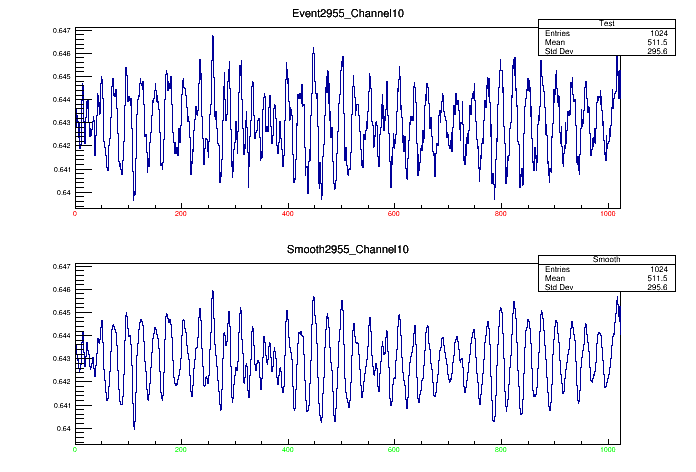 Event2955_Channel10
Test
Entries 1024
Mean 511.5
Std Dev 295.6
0.647
0.646
0.645
0.644
0.643
0.642
0.641
0.64
0 200 400 600 800 1000
Smooth2955_Channel10
Smooth
Entries 1024
Mean 511.5
Std Dev 295.6
0.647
0.646
0.645
0.644
0.643
0.642
0.641
0.64
0 200 400 600 800 1000